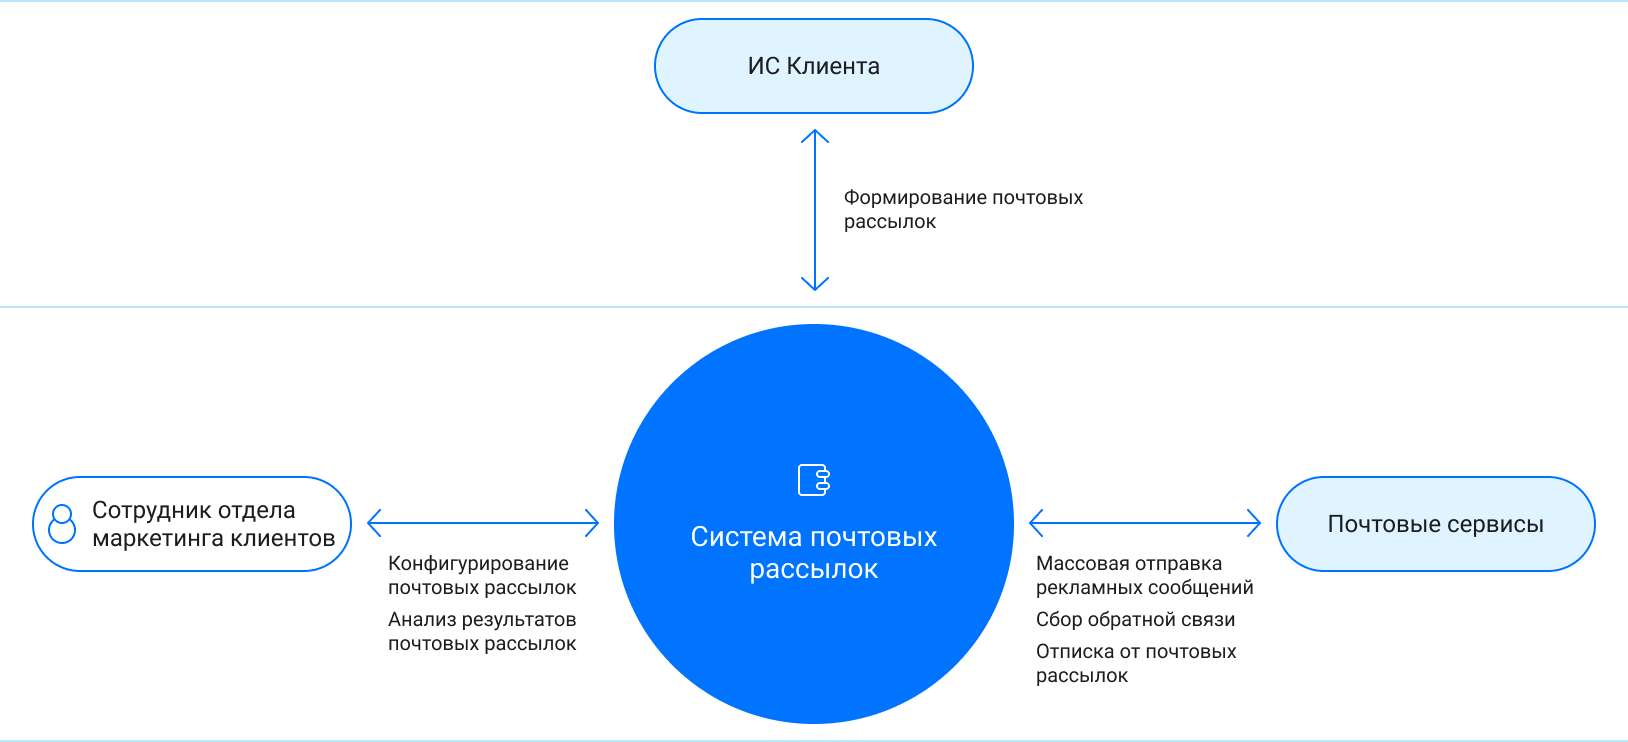 ИС Клиента
Формирование почтовых
рассылок
Сотрудник отдела
маркетинга клиентов
Конфигурирование
почтовых рассылок
Анализ результатов
почтовых рассылок
Система почтовых
рассылок
Массовая отправка
рекламных сообщений
Сбор обратной связи
Отписка от почтовых
рассылок
Почтовые сервисы